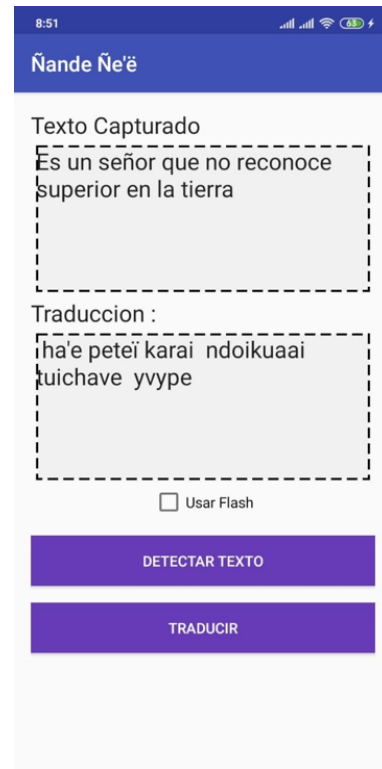 8:51
63
Ñande Ñe'ë
Texto Capturado
Es un señor que no reconoce
superior en la tierra
Traduccion :
ha'e peteï karai ndoikuaai
tuichave yvype
Usar Flash
DETECTAR TEXTO
TRADUCIR